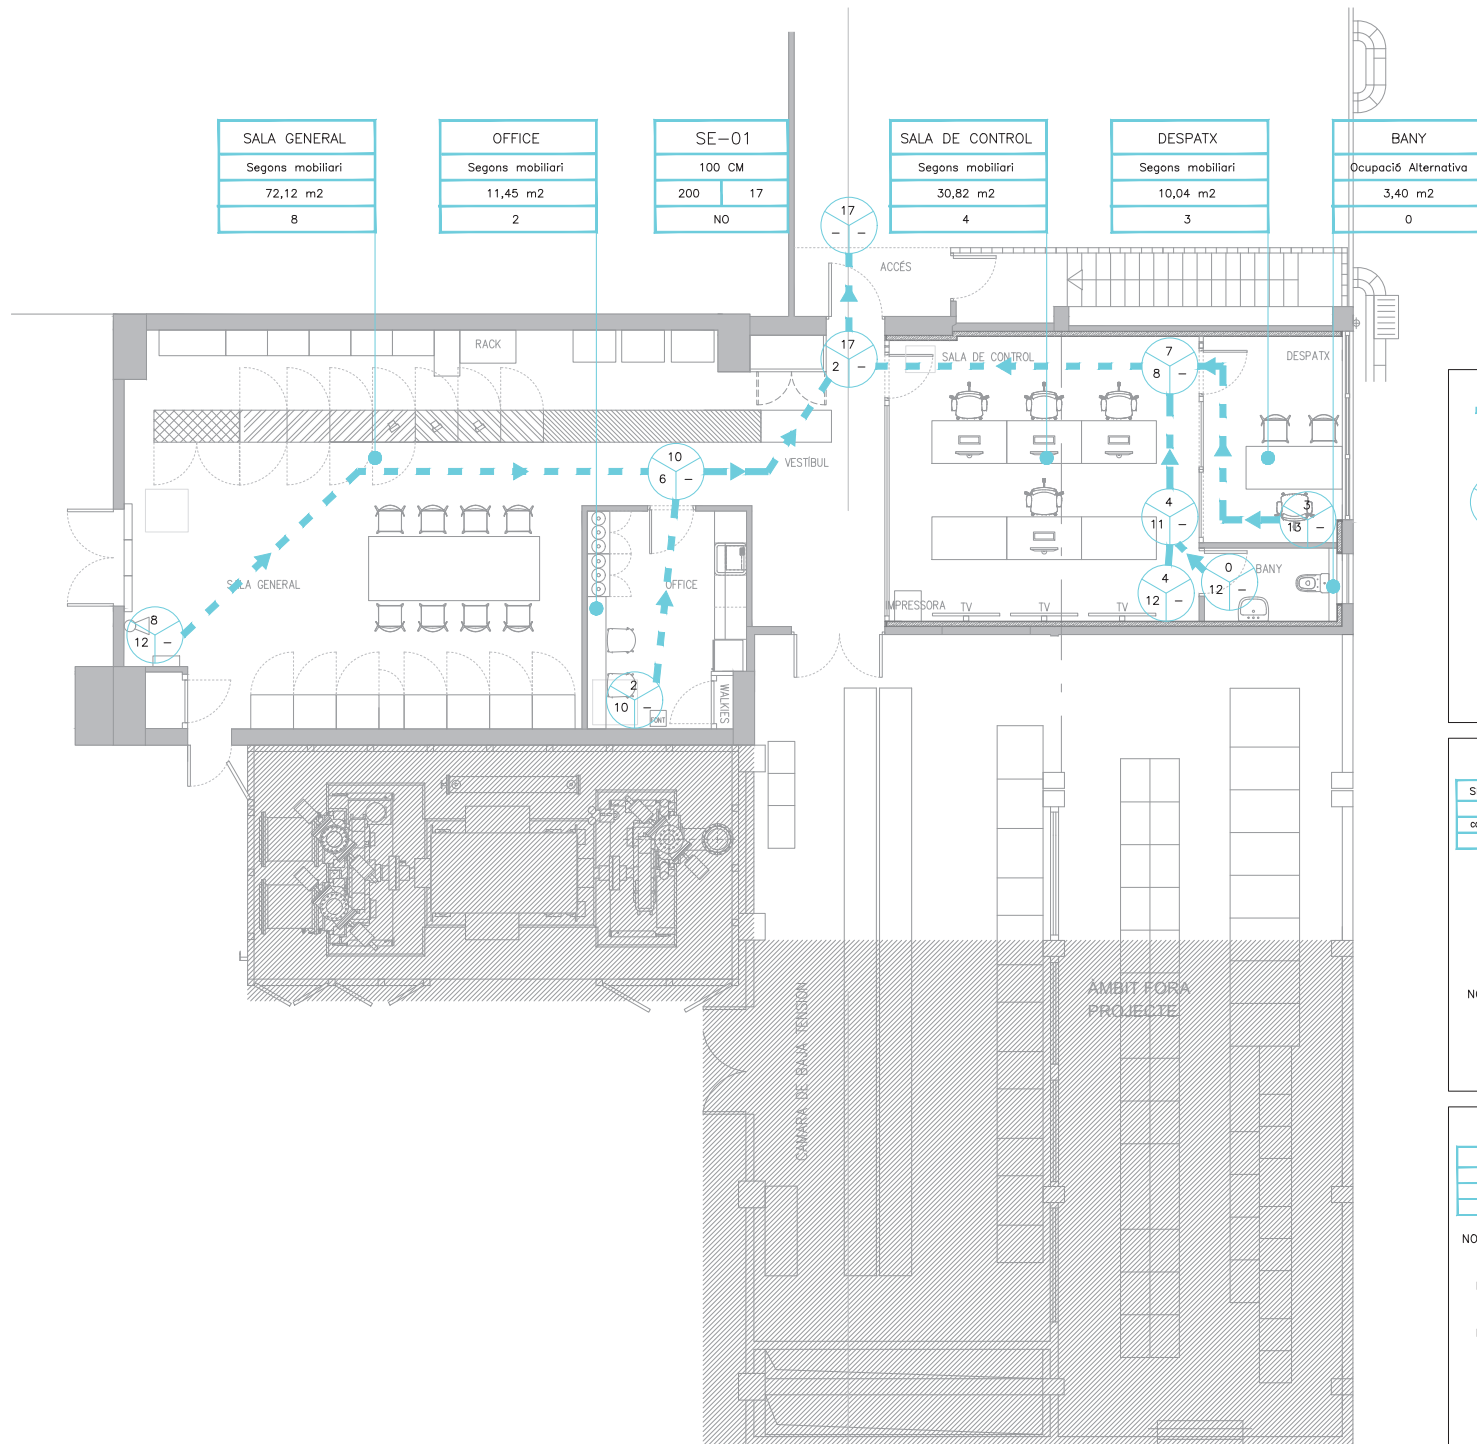 SALA GENERAL
Segons mobiliari
72,12 m2
8
OFFICE
Segons mobiliari
11,45 m2
2
SE-01
100 CM
200 17
NO
SALA DE CONTROL
Segons mobiliari
30,82 m2
4
DESPATX
Segons mobiliari
10,04 m2
3
BANY
Ocupació Alternativa
3,40 m2
0
17
- -
ACCÉS
17
2 -
RACK
SALA DE CONTROL
7
8 -
DESPATX
10
6 -
VESTÍBUL
4
11 -
3
13 -
SALA GENERAL
OFFICE
0
12 -
BANY
4
12 -
IMPRESSORA
TV
TV
TV
8
12 -
2
10 -
FONT
WALKIES
S
co
NO
ÀMBIT FORA
PROJECTE
CAMARA DE BAJA TENSION
NO